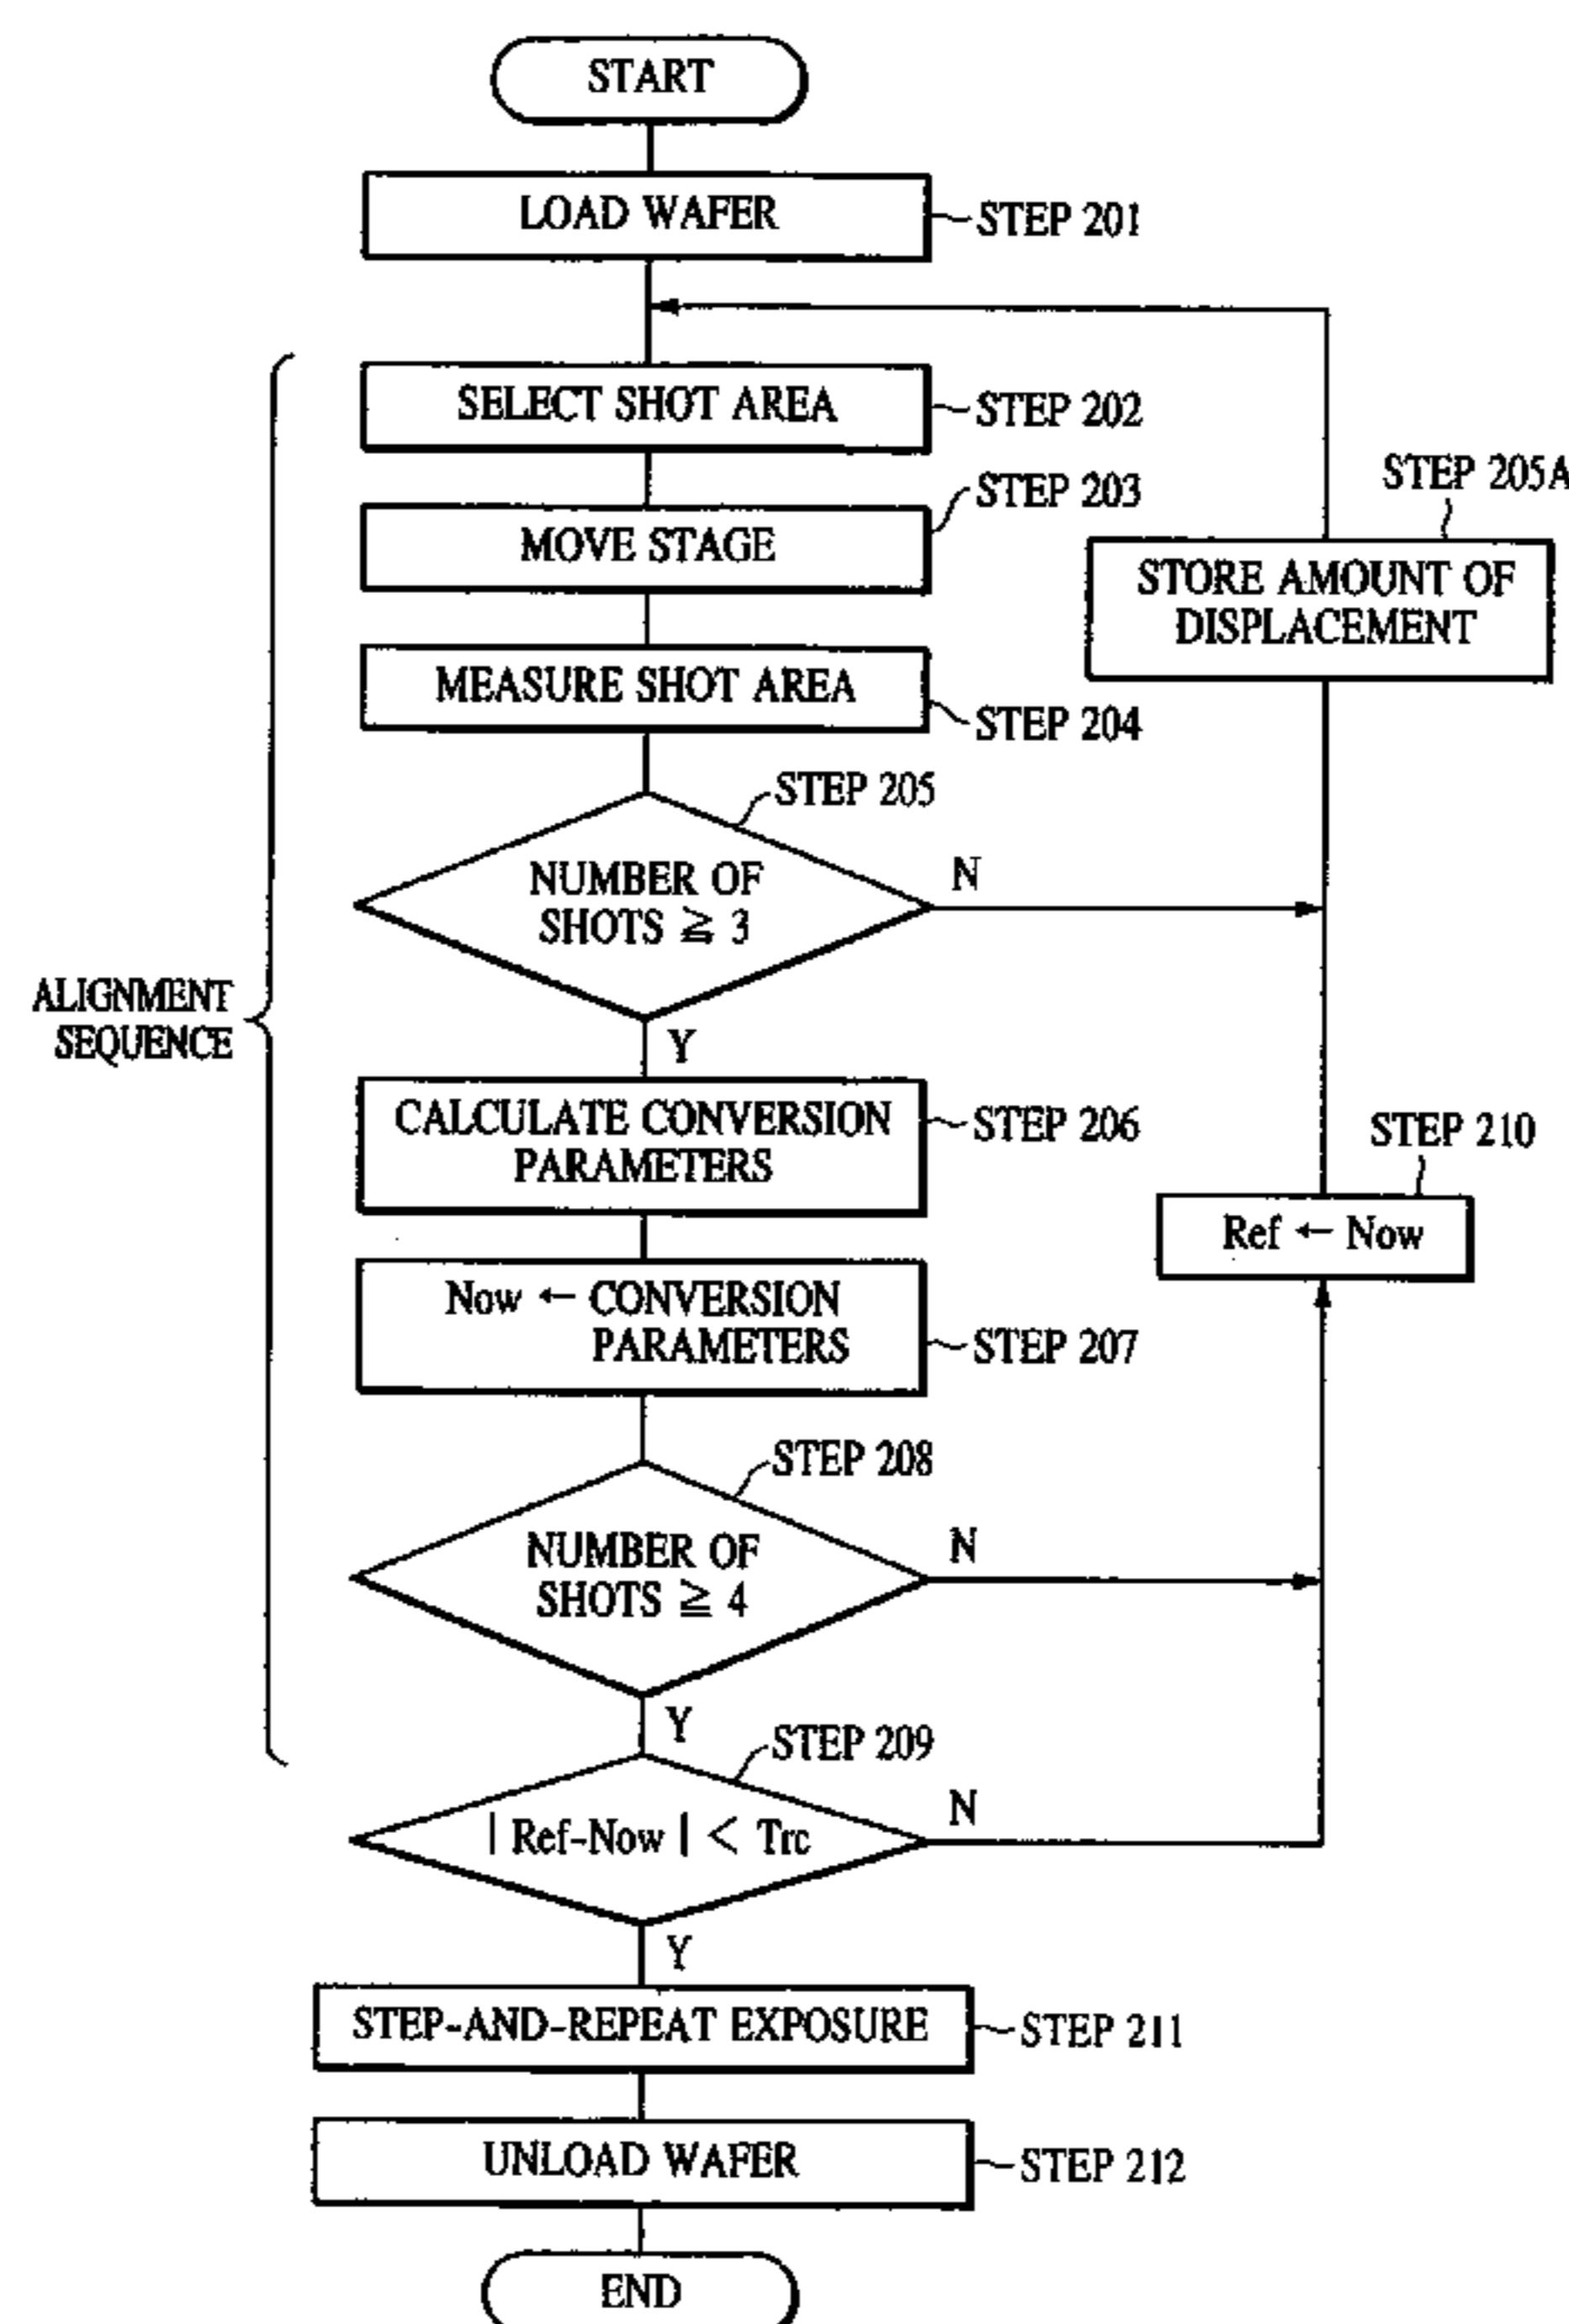 START
LOAD WAFER
STEP 201
SELECT SHOT AREA
STEP 202
STEP 203
MOVE STAGE
STEP 205A
STORE AMOUNT OF
DISPLACEMENT
MEASURE SHOT AREA
STEP 204
STEP 205
NUMBER OF
SHOTS ≧ 3
N
ALIGNMENT
SEQUENCE
Y
CALCULATE CONVERSION
PARAMETERS
STEP 206
STEP 210
Ref ← Now
Now ← CONVERSION
PARAMETERS
STEP 207
STEP 208
NUMBER OF
SHOTS ≧ 4
N
Y
STEP 209
| Ref-Now | < Trc
N
Y
STEP-AND-REPEAT EXPOSURE
STEP 211
UNLOAD WAFER
STEP 212
END